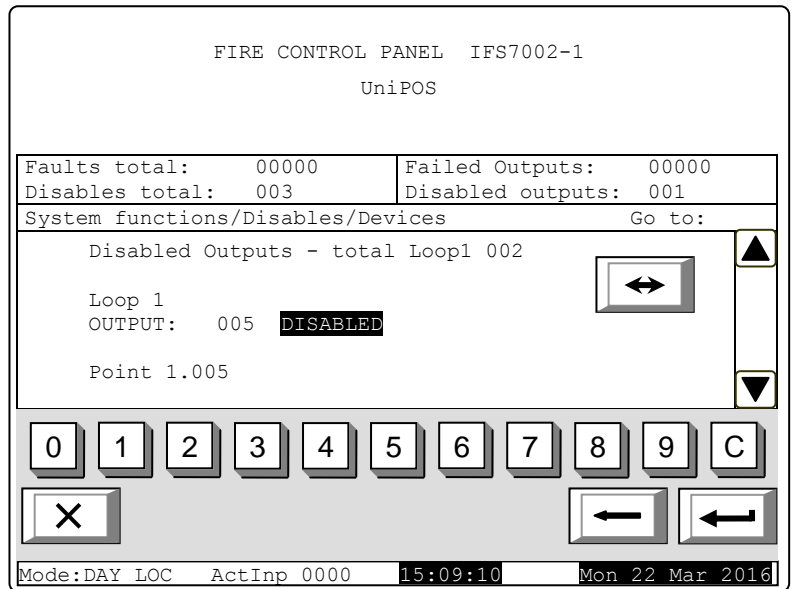 FIRE CONTROL PANEL IFS7002-1
UniPOS
Faults total: 00000 Failed Outputs: 00000
Disables total: 003 Disabled outputs: 001
System functions/Disables/Devices Go to:
Disabled Outputs - total Loop1 002
Loop 1
OUTPUT: 005 DISABLED
Point 1.005
0 1 2 3 4 5 6 7 8 9 C
Mode:DAY LOC ActInp 0000 15:09:10 Mon 22 Mar 2016